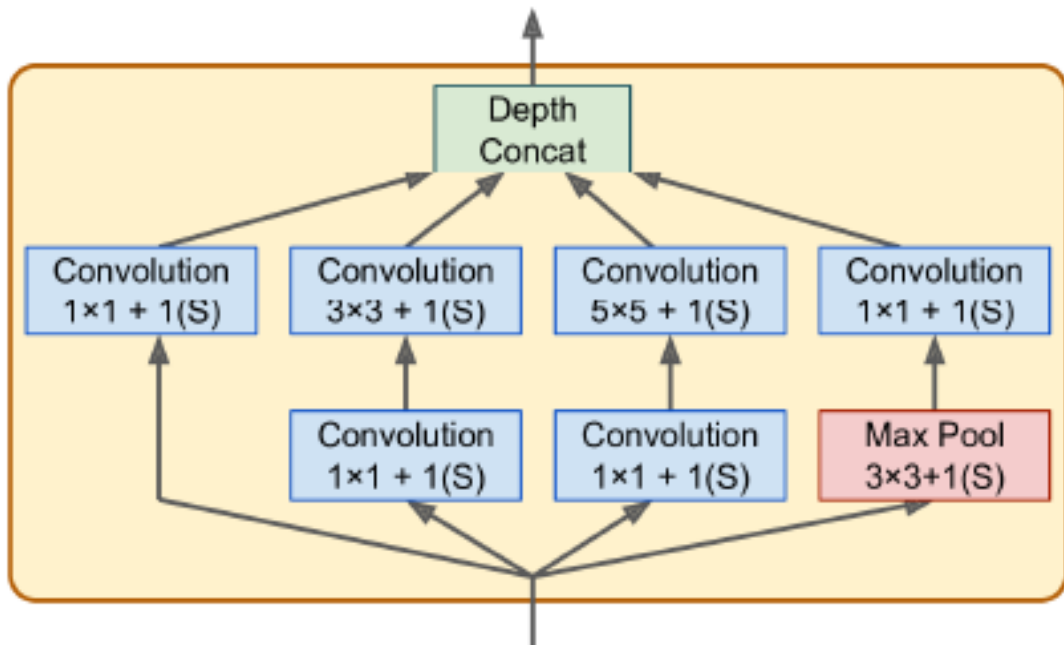 Depth
Concat
Convolution
1×1 + 1(S)
Convolution
3×3 + 1(S)
Convolution
5×5 + 1(S)
Convolution
1×1 + 1(S)
Convolution
1×1 + 1(S)
Convolution
1×1 + 1(S)
Max Pool
3×3+1(S)